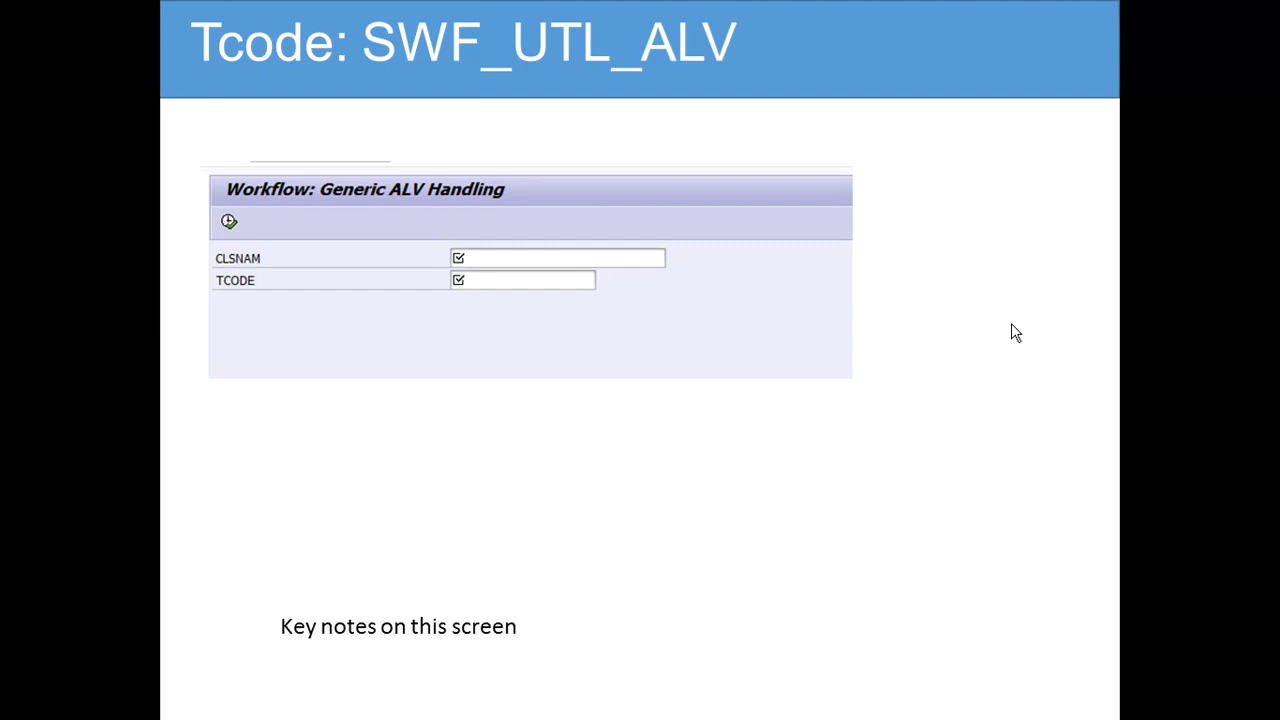 Tcode: SWF_UTL_ALV
Workflow: Generic ALV Handling
CLSNAM
TCODE
Key notes on this screen